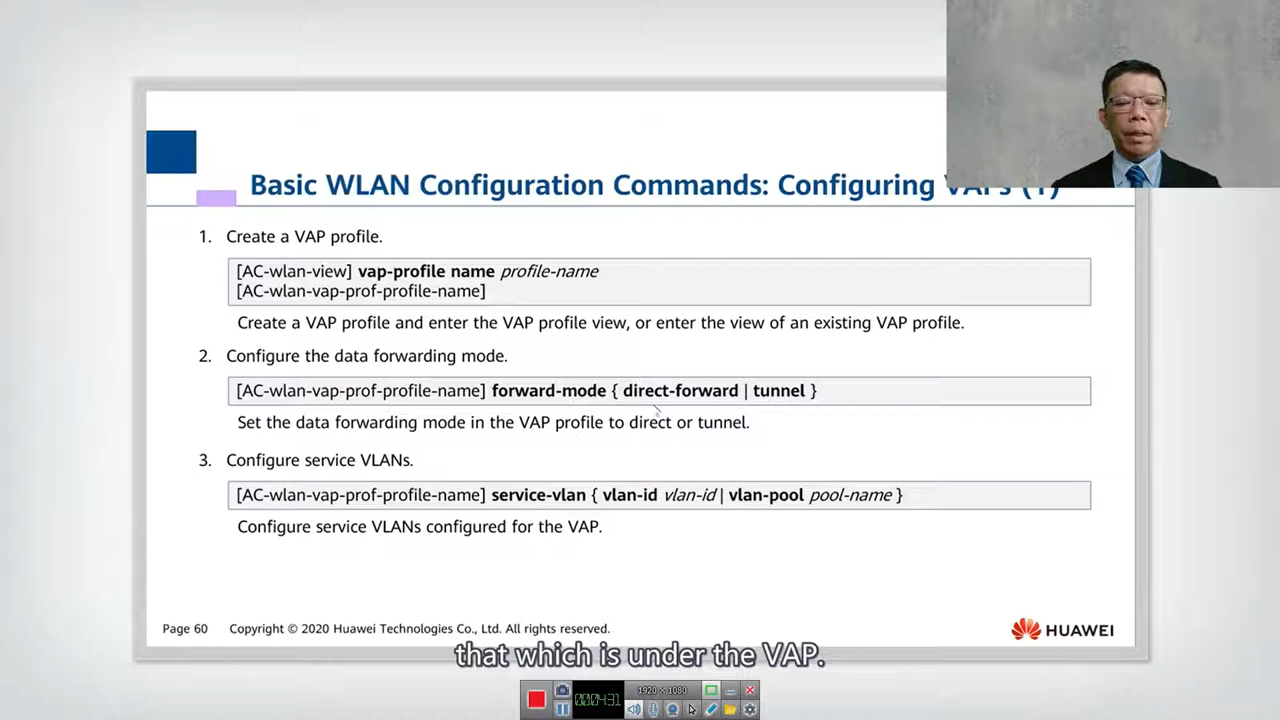 Basic WLAN Configuration Commands: Configuring VAPs (1)
1. Create a VAP profile.
[AC-wlan-view] vap-profile name profile-name
[AC-wlan-vap-prof-profile-name]
Create a VAP profile and enter the VAP profile view, or enter the view of an existing VAP profile.
2. Configure the data forwarding mode.
[AC-wlan-vap-prof-profile-name] forward-mode { direct-forward | tunnel }
Set the data forwarding mode in the VAP profile to direct or tunnel.
3. Configure service VLANs.
[AC-wlan-vap-prof-profile-name] service-vlan { vlan-id vlan-id | vlan-pool pool-name }
Configure service VLANs configured for the VAP.
Page 60 Copyright © 2020 Huawei Technologies Co., Ltd. All rights reserved.
HUAWEI
that which is under the VAP.
000431
1920 × 1080